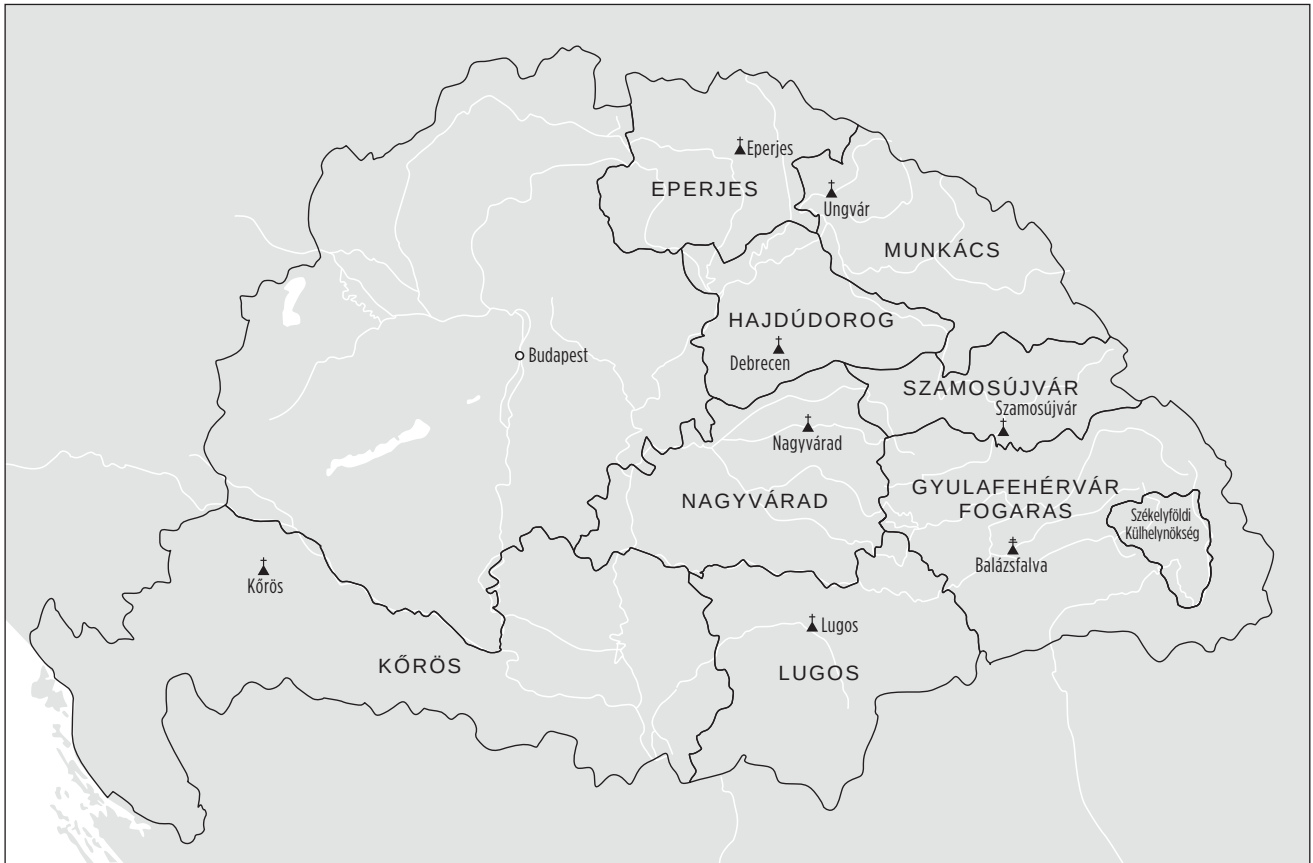 Eperjes
EPERJES
Ungvár
MUNKÁCS
HAJDÚDOROG
Budapest
Debrecen
SZAMOSÚJVÁR
Szamosújvár
Nagyvárad
NAGYVÁRAD
GYULAFEHÉRVÁR
FOGARAS
Székelyföldi
Külhelynökség
Balázsfalva
Kőrös
KŐRÖS
Lugos
LUGOS